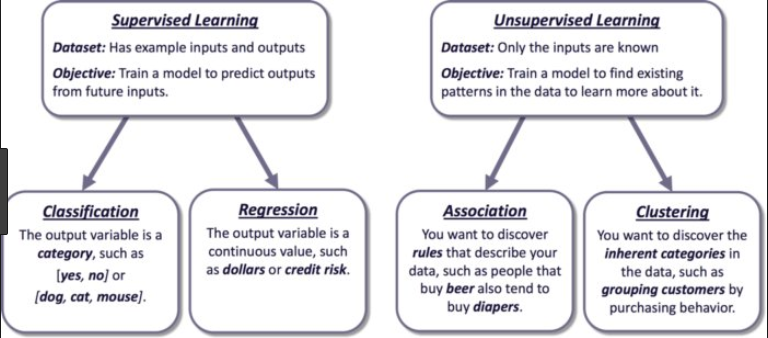 Supervised Learning
Dataset: Has example inputs and outputs
Objective: Train a model to predict outputs
from future inputs.
Unsupervised Learning
Dataset: Only the inputs are known
Objective: Train a model to find existing
patterns in the data to learn more about it.
Classification
The output variable is a
category, such as
[yes, no] or
[dog, cat, mouse].
Regression
The output variable is a
continuous value, such
as dollars or credit risk.
Association
You want to discover
rules that describe your
data, such as people that
buy beer also tend to
buy diapers.
Clustering
You want to discover the
inherent categories in
the data, such as
grouping customers by
purchasing behavior.